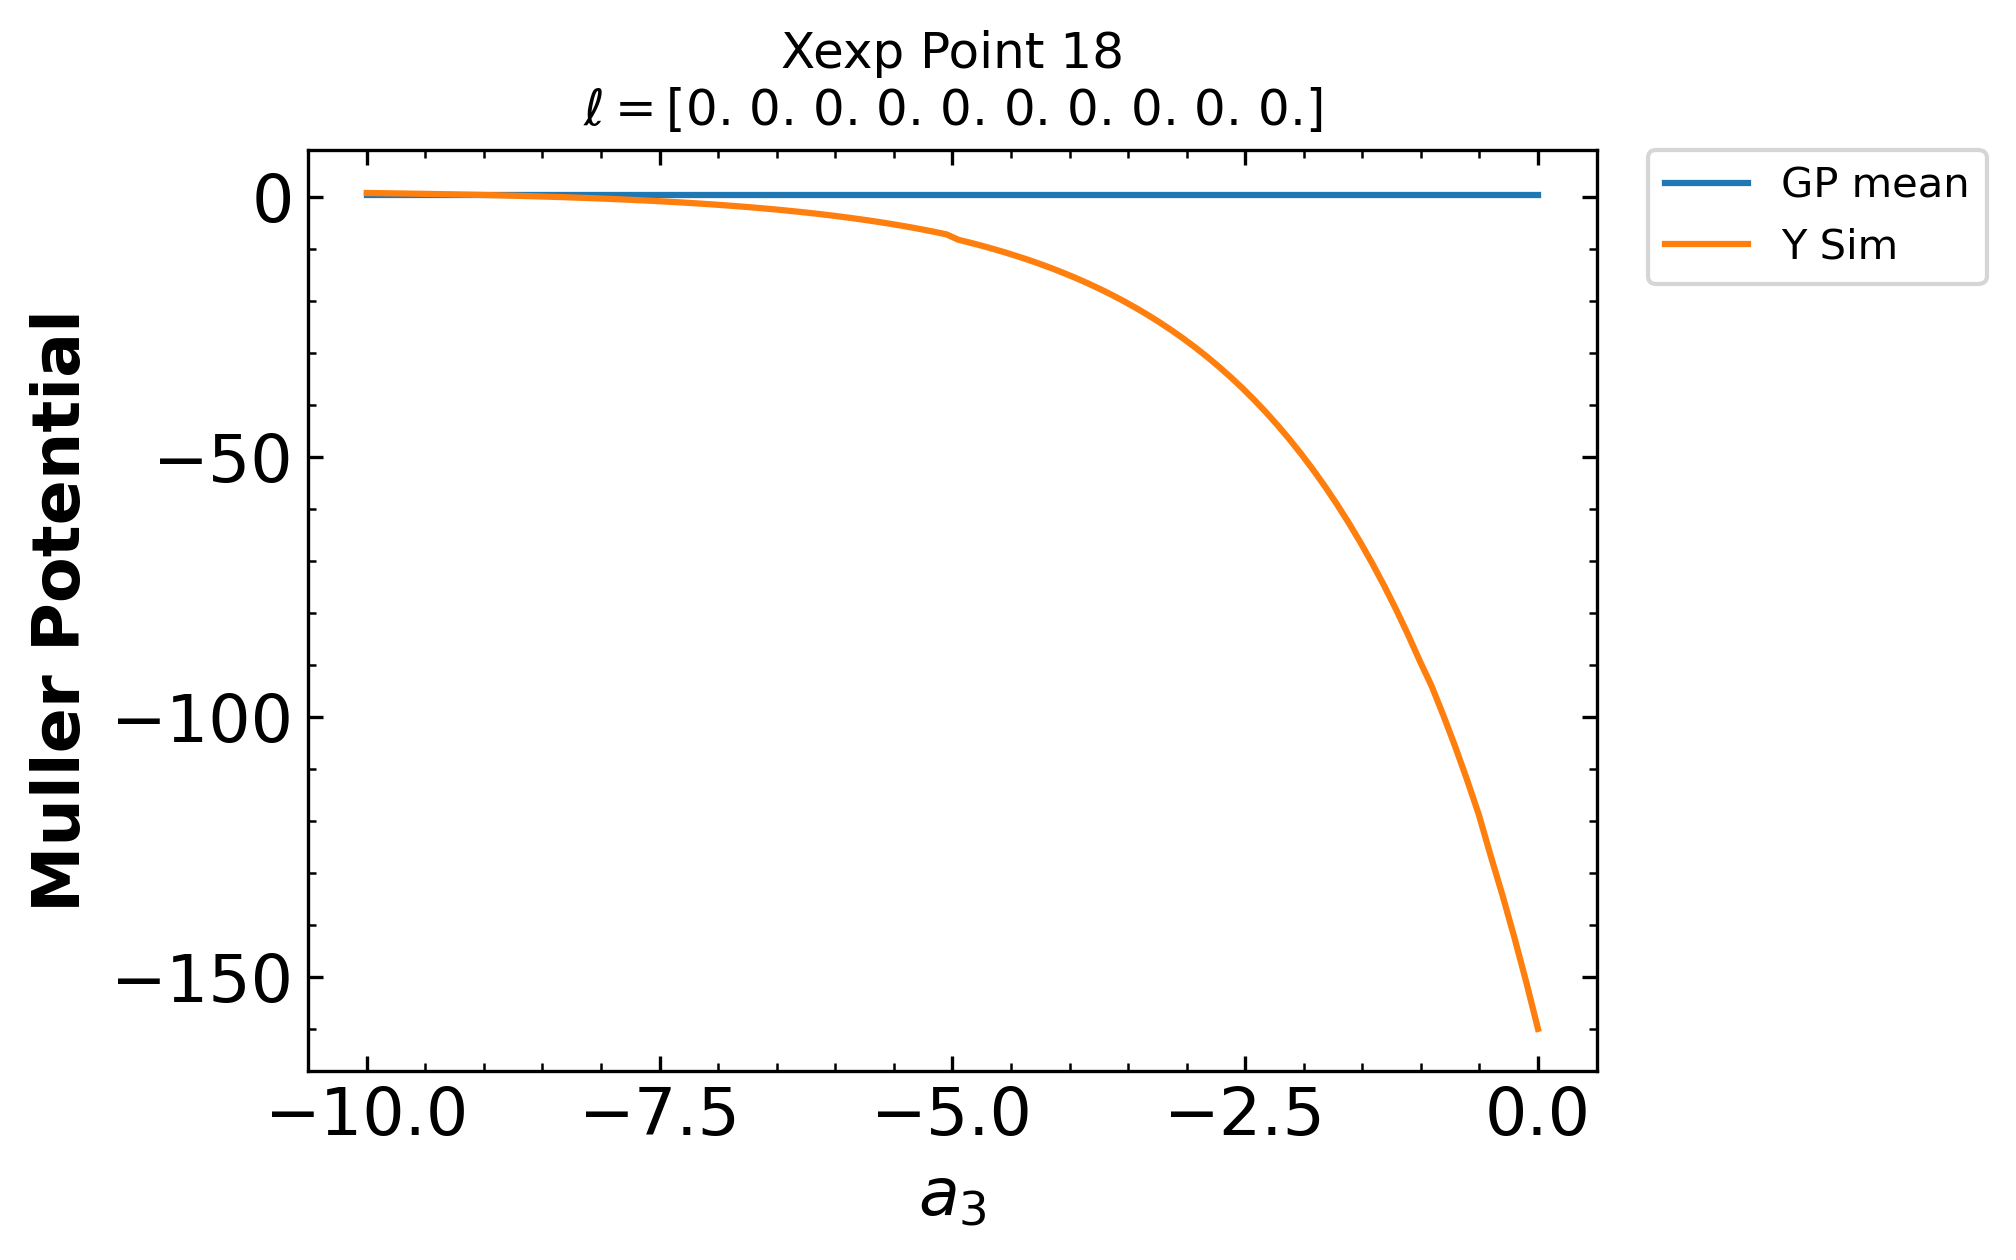 Xexp Point 18
ℓ = [0. 0. 0. 0. 0. 0. 0. 0. 0. 0.]
GP mean
Y Sim
Muller Potential
0
−50
−100
−150
−10.0 −7.5 −5.0 −2.5 0.0
a₃